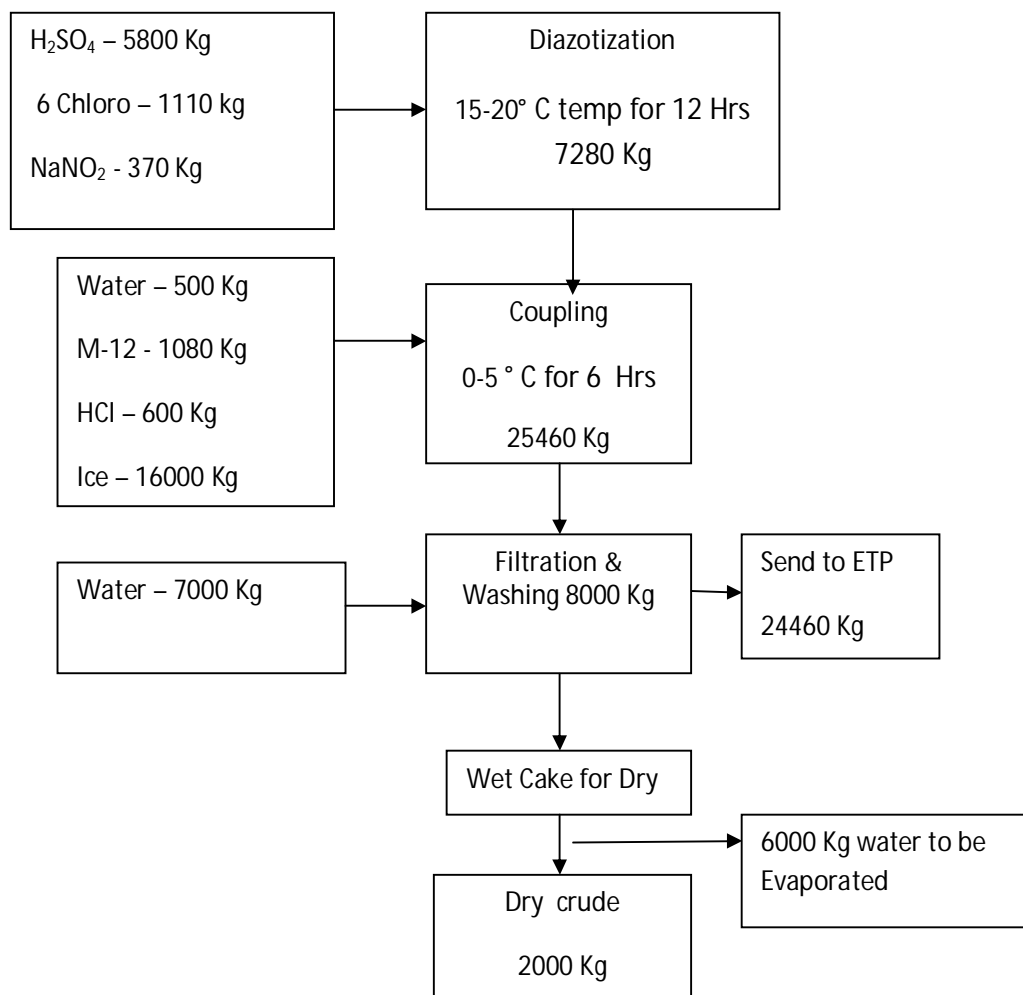 H₂SO₄ – 5800 Kg
6 Chloro – 1110 kg
NaNO₂ - 370 Kg
Diazotization
15-20° C temp for 12 Hrs
7280 Kg
Water – 500 Kg
M-12 - 1080 Kg
HCl – 600 Kg
Ice – 16000 Kg
Coupling
0-5 ° C for 6 Hrs
25460 Kg
Water – 7000 Kg
Filtration &
Washing 8000 Kg
Send to ETP
24460 Kg
Wet Cake for Dry
6000 Kg water to be
Evaporated
Dry crude
2000 Kg